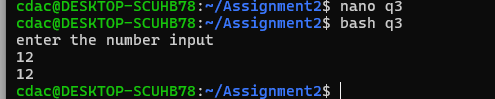 cdac@DESKTOP-SCUHB78:~/Assignment2$ nano q3
cdac@DESKTOP-SCUHB78:~/Assignment2$ bash q3
enter the number input
12
12
cdac@DESKTOP-SCUHB78:~/Assignment2$